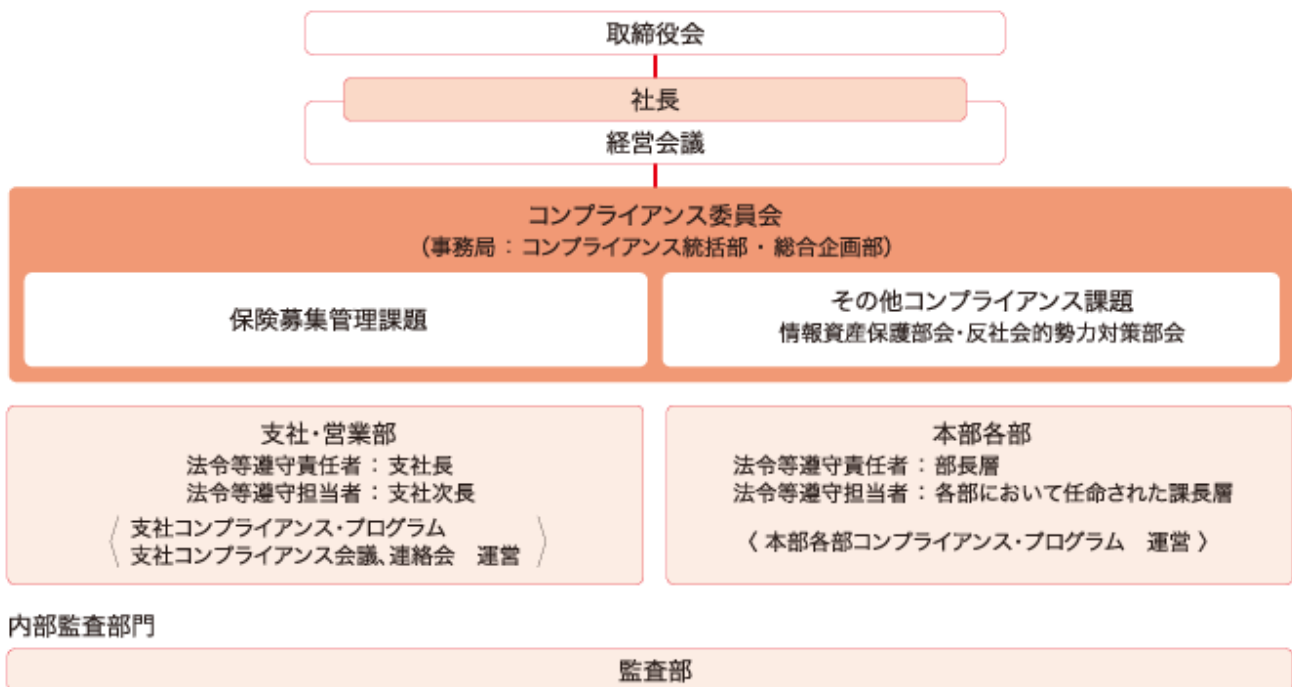 取締役会
社長
経営会議
コンプライアンス委員会
（事務局：コンプライアンス統括部・総合企画部）
保険募集管理課題
その他コンプライアンス課題
情報資産保護部会・反社会的勢力対策部会
支社・営業部
法令等遵守責任者：支社長
法令等遵守担当者：支社次長
〈支社コンプライアンス・プログラム
支社コンプライアンス会議、連絡会　運営〉
本部各部
法令等遵守責任者：部長層
法令等遵守担当者：各部において任命された課長層
〈本部各部コンプライアンス・プログラム　運営〉
内部監査部門
監査部